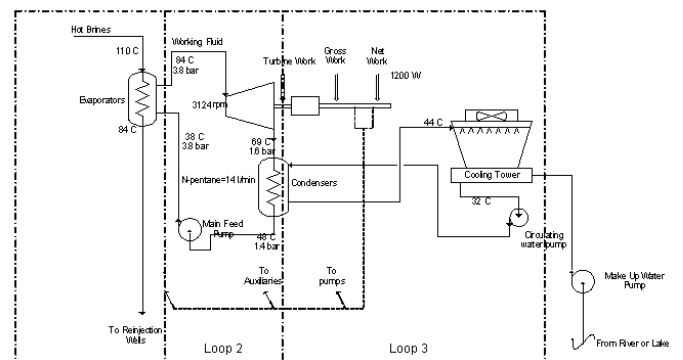 Hot Brines
110 C
Working Fluid
84 C
3.8 bar
Evaporators
84 C
38 C
3.8 bar
3124 rpm
Turbine Work
Gross
Work
Net
Work
1200 W
69 C
1.6 bar
N-pentane=14 l/min
Condensers
Main Feed
Pump
48 C
1.4 bar
44 C
Cooling Tower
32 C
Circulating
water pump
Make Up Water
Pump
From River or Lake
To
Auxiliaries
To
pumps
To Reinjection
Wells
Loop 2
Loop 3